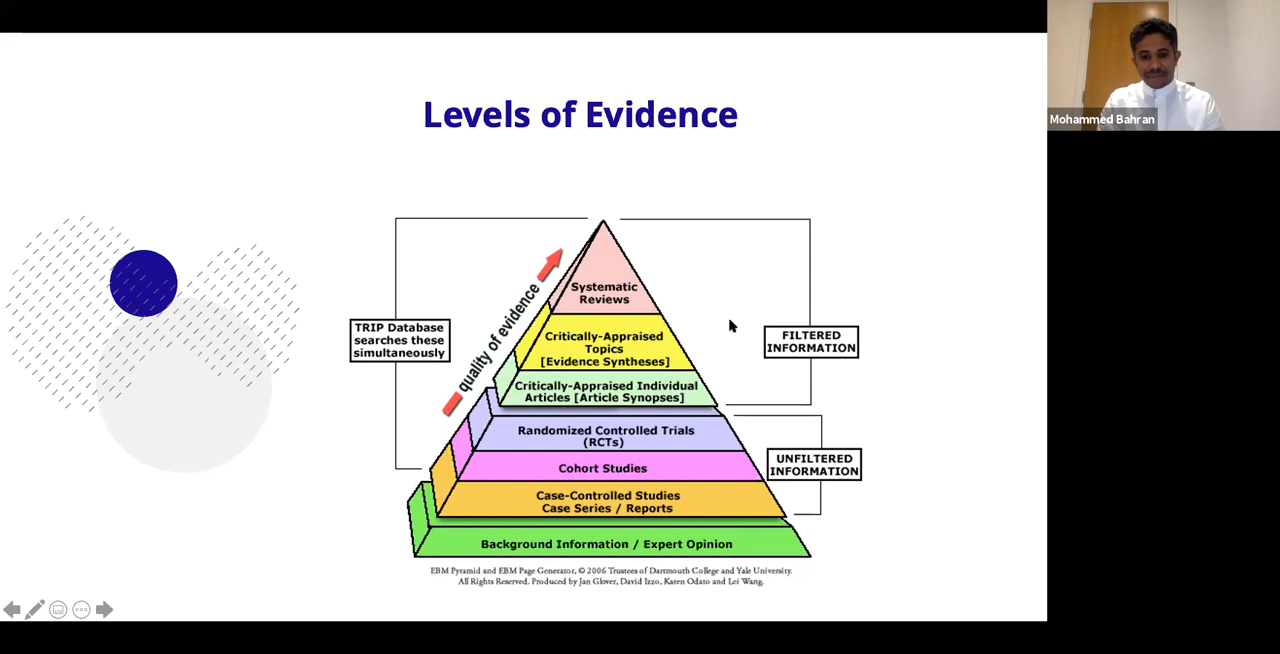 Levels of Evidence
Mohammed Bahran
quality of evidence
TRIP Database
searches these
simultaneously
Systematic
Reviews
Critically-Appraised
Topics
[Evidence Syntheses]
Critically-Appraised Individual
Articles [Article Synopses]
FILTERED
INFORMATION
Randomized Controlled Trials
(RCTs)
Cohort Studies
Case-Controlled Studies
Case Series / Reports
UNFILTERED
INFORMATION
Background Information / Expert Opinion
EBM Pyramid and EBM Page Generator, © 2006 Trustees of Dartmouth College and Yale University.
All Rights Reserved. Produced by Jan Glover, David Izzo, Karen Odato and Lei Wang.